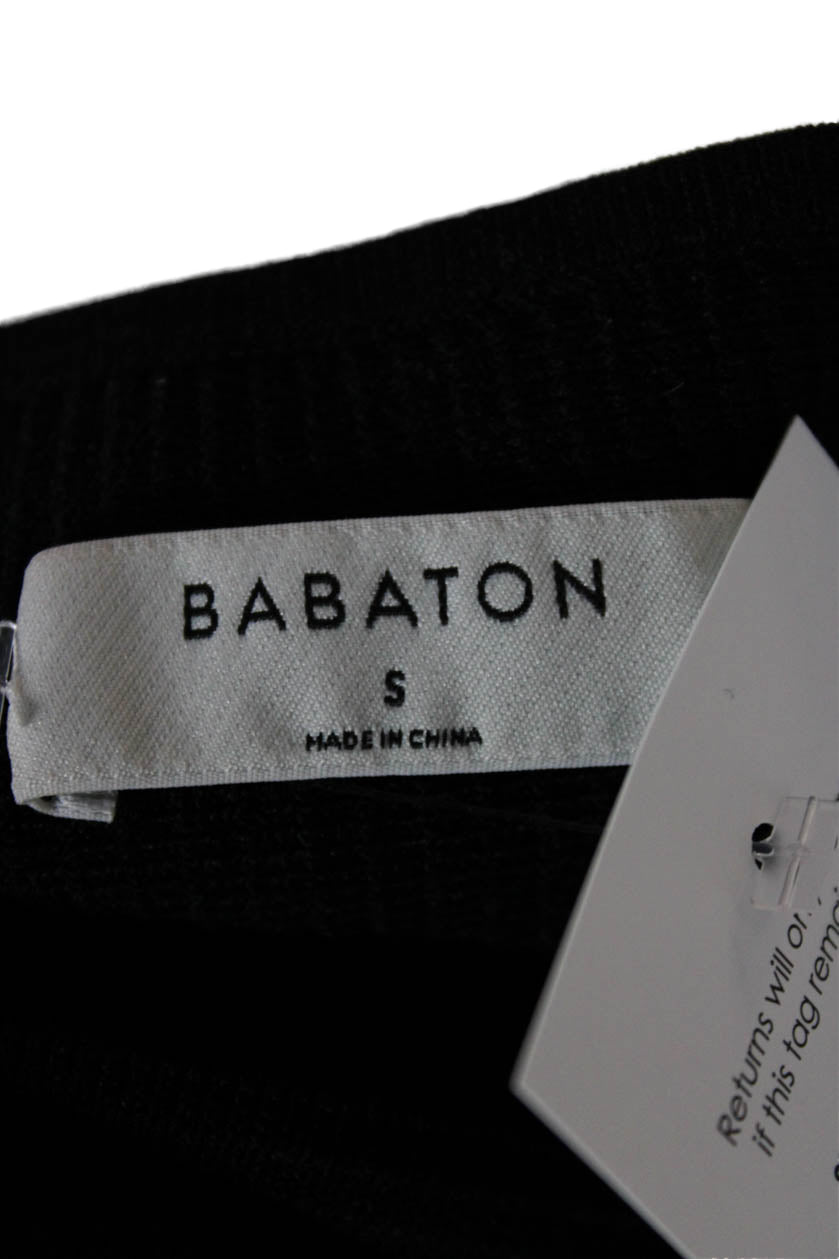 BABATON
S
MADE IN CHINA
Returns will
if this tag